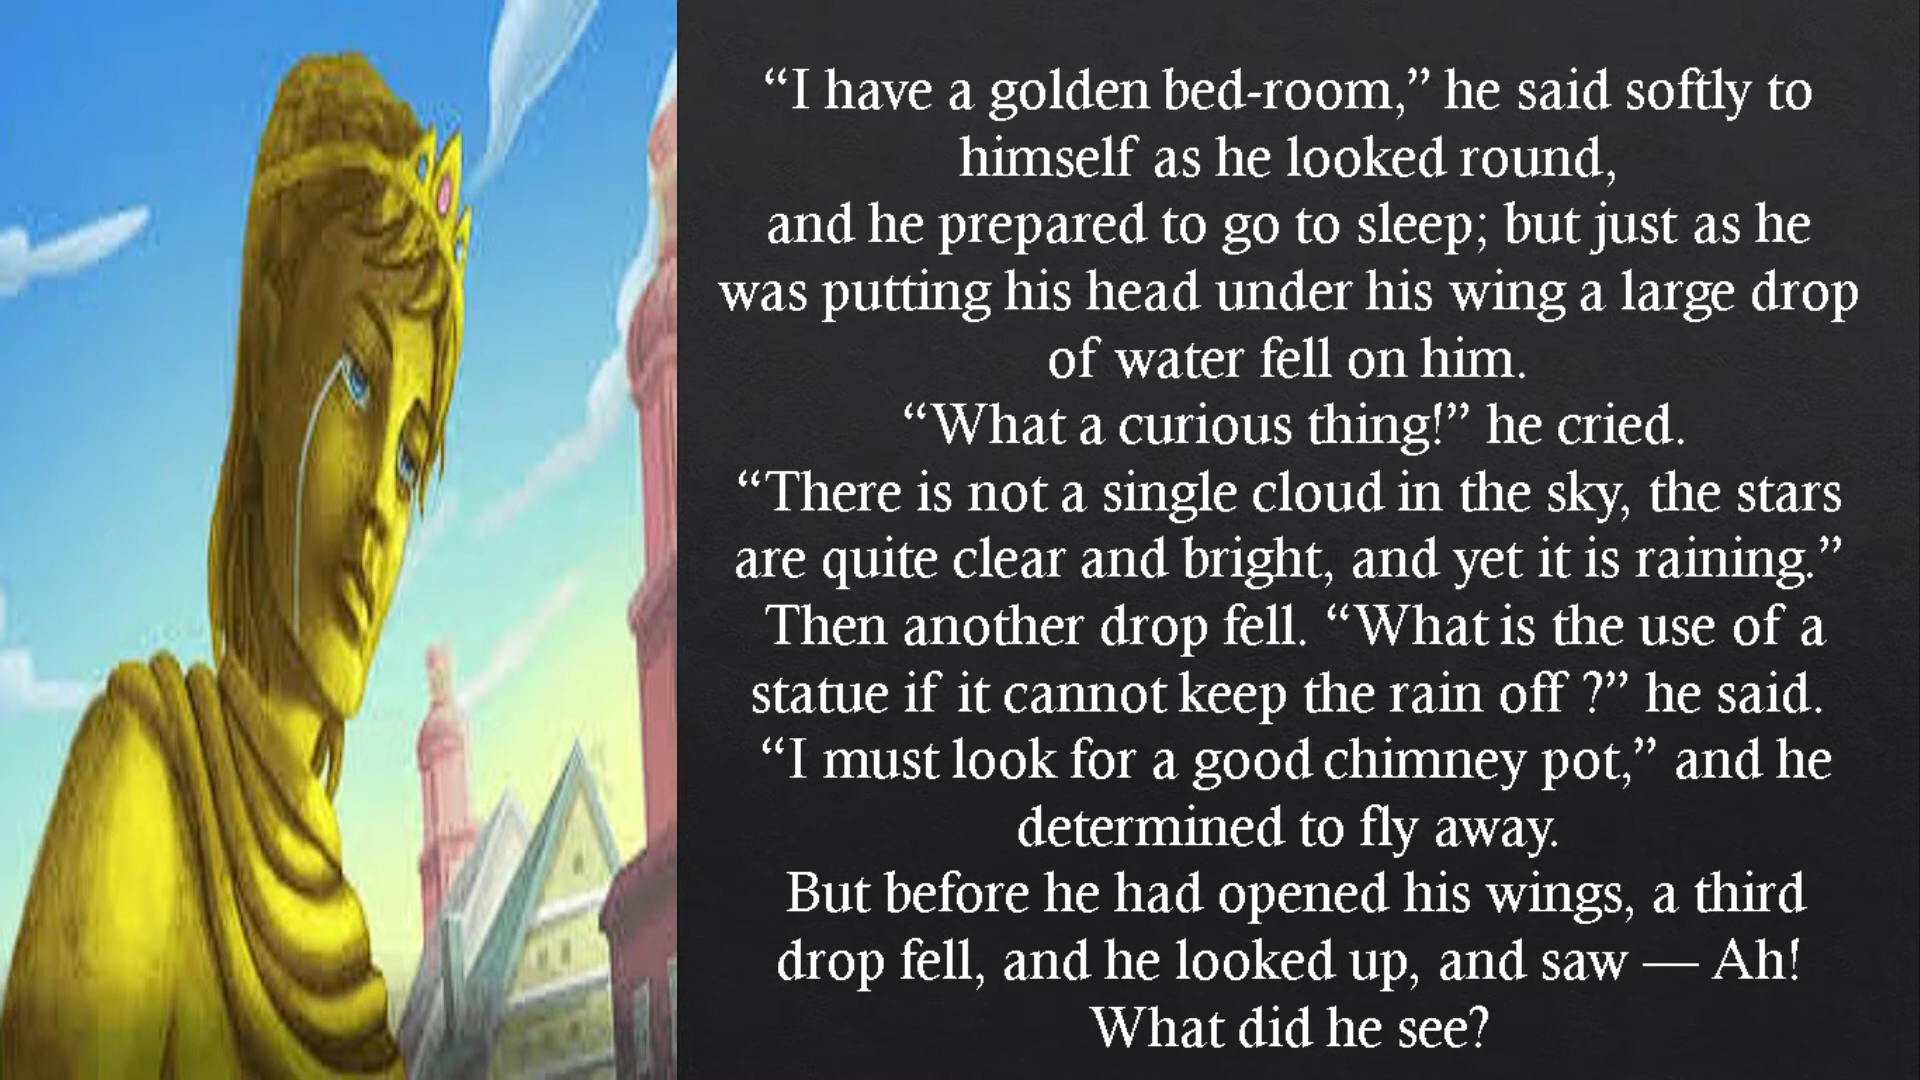 “I have a golden bed-room,” he said softly to
himself as he looked round,
and he prepared to go to sleep; but just as he
was putting his head under his wing a large drop
of water fell on him.
“What a curious thing!” he cried.
“There is not a single cloud in the sky, the stars
are quite clear and bright, and yet it is raining.”
Then another drop fell. “What is the use of a
statue if it cannot keep the rain off ?” he said.
“I must look for a good chimney pot,” and he
determined to fly away.
But before he had opened his wings, a third
drop fell, and he looked up, and saw — Ah!
What did he see?